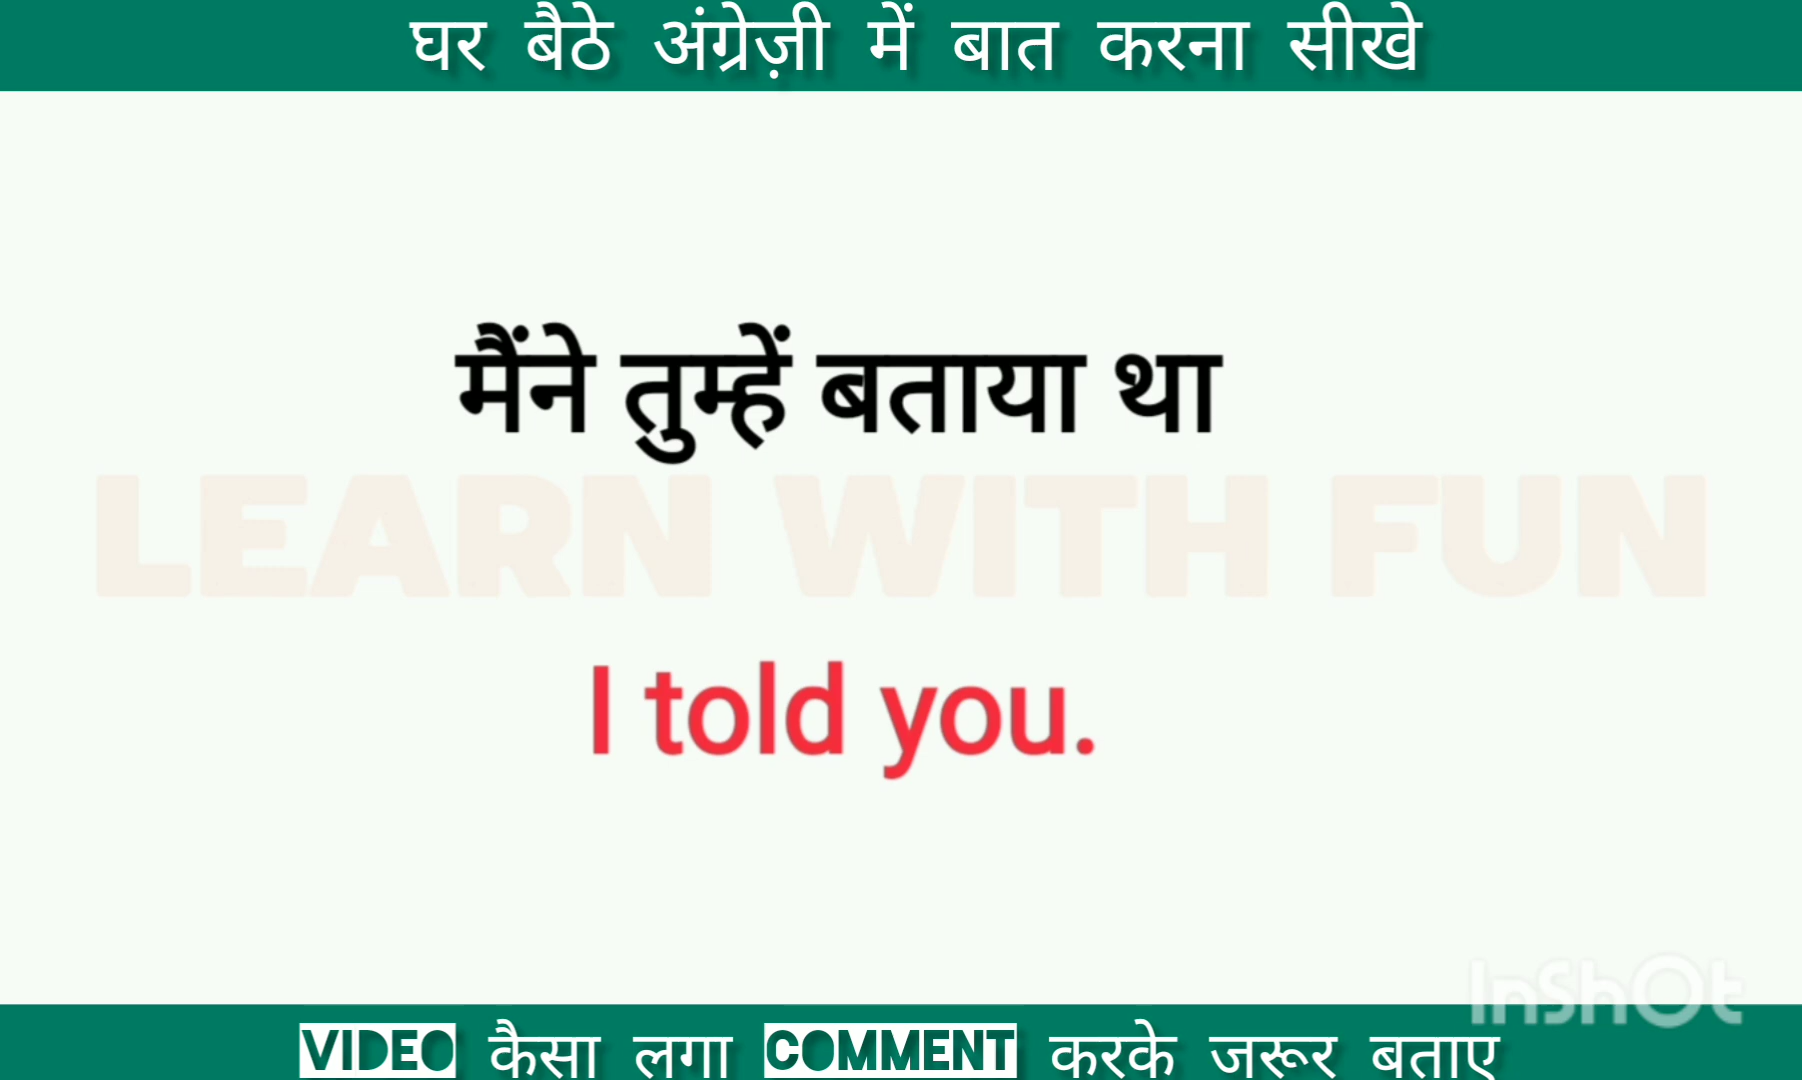 घर बैठे अंग्रेज़ी में बात करना सीखे
मैंने तुम्हें बताया था
LEARN WITH FUN
I told you.
InShOt
VIDEO कैसा लगा COMMENT करके जरूर बताए